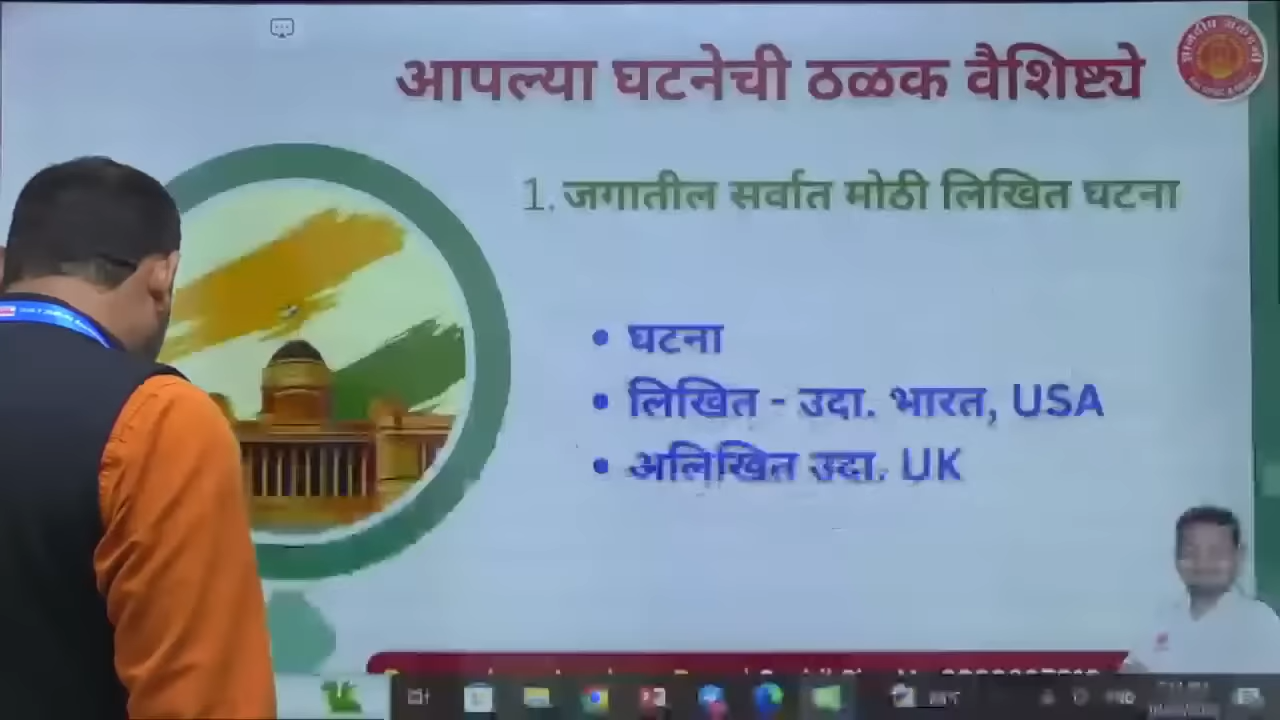 आपल्या घटनेची ठळक वैशिष्ट्ये
1. जगातील सर्वात मोठी लिखित घटना
• घटना
• लिखित - उदा. भारत, USA
• अलिखित उदा. UK